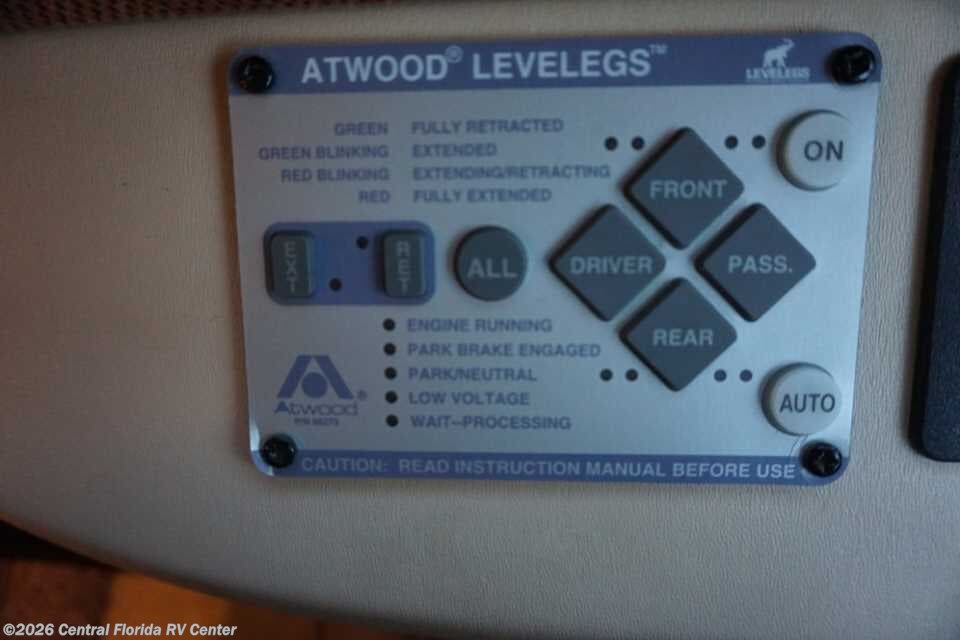 ATWOOD® LEVELEGS™
LEVELEGS
GREEN FULLY RETRACTED
GREEN BLINKING EXTENDED
RED BLINKING EXTENDING/RETRACTING
RED FULLY EXTENDED
ON
FRONT
EXT
RET
ALL
DRIVER
PASS.
REAR
ENGINE RUNNING
PARK BRAKE ENGAGED
PARK/NEUTRAL
LOW VOLTAGE
WAIT–PROCESSING
Atwood®
AUTO
CAUTION: READ INSTRUCTION MANUAL BEFORE USE
©2026 Central Florida RV Center